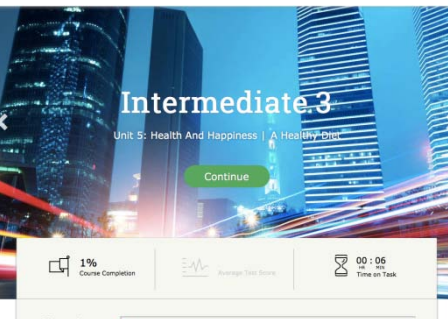 Intermediate 3
Unit 5: Health And Happiness | A Healthy Diet
Continue
1%
Course Completion
Average Test Score
00 : 06
HR MIN
Time on Task